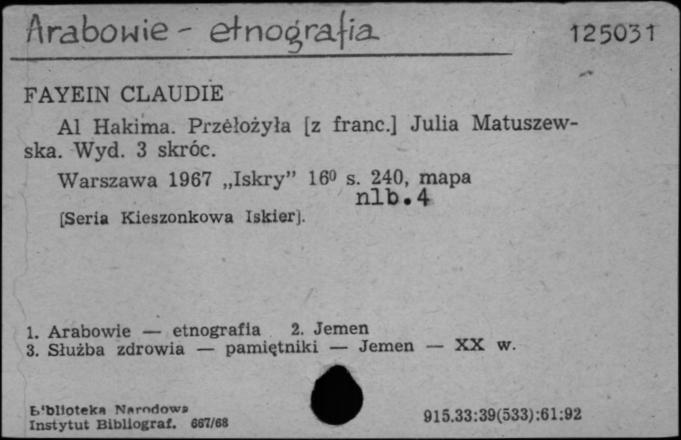 Arabowie - etnografia 125031
FAYEIN CLAUDIE
Al Hakima. Przełożyła [z franc.] Julia Matuszew-
ska. Wyd. 3 skróc.
Warszawa 1967 „Iskry” 16⁰ s. 240, mapa
nlb.4
[Seria Kieszonkowa Iskier].
1. Arabowie — etnografia 2. Jemen
3. Służba zdrowia — pamiętniki — Jemen — XX w.
Biblioteka Narodowa
Instytut Bibliograf. 667/68 915.33:39(533):61:92